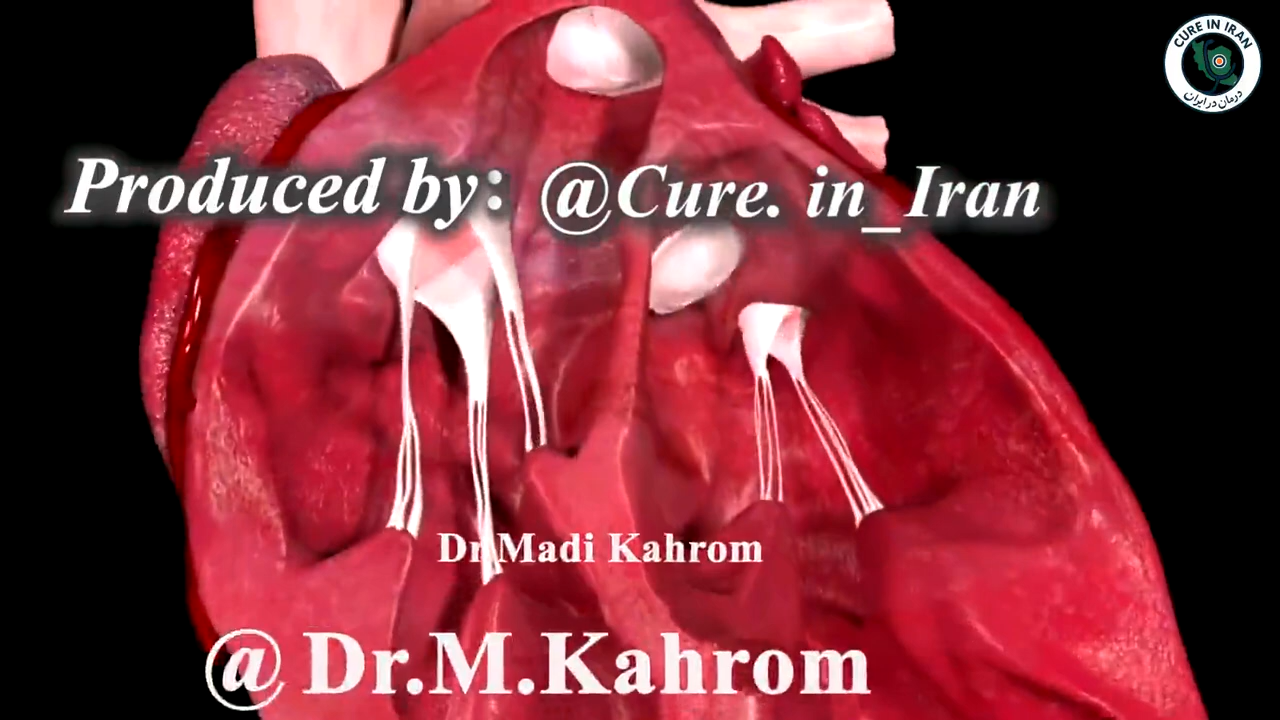 CURE IN IRAN
درمان در ایران
Produced by: @Cure. in_Iran
Dr.Madi Kahrom
@ Dr.M.Kahrom